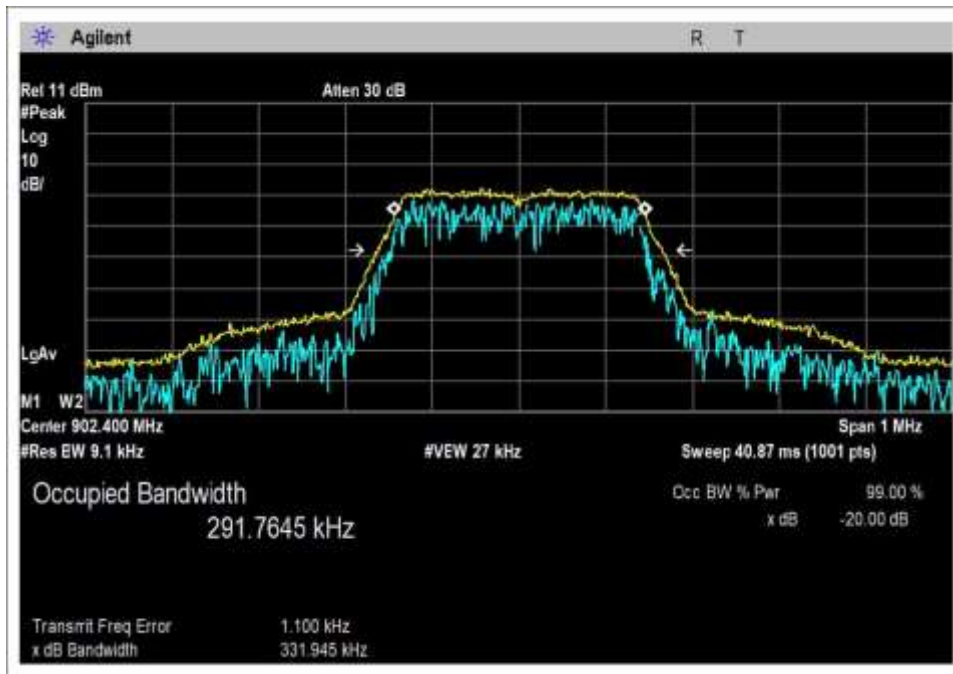 Agilent R T
Ref 11 dBm Atten 30 dB
#Peak
Log
10
dB/
LgAv
M1 W2
Center 902.400 MHz Span 1 MHz
#Res BW 9.1 kHz #VBW 27 kHz Sweep 40.87 ms (1001 pts)
Occupied Bandwidth Occ BW % Pwr 99.00 %
291.7645 kHz x dB -20.00 dB
Transmit Freq Error 1.100 kHz
x dB Bandwidth 331.945 kHz